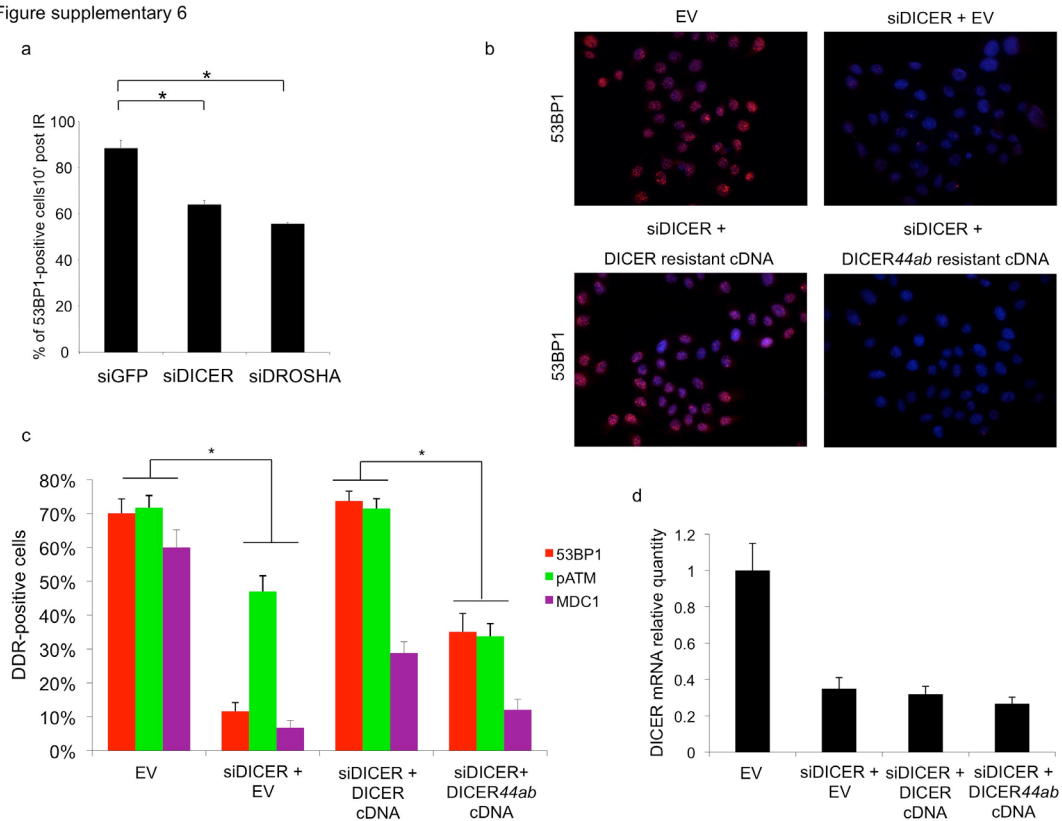 Figure supplementary 6
a
*
*
% of 53BP1-positive cells10' post IR
100
80
60
40
20
0
siGFP
siDICER
siDROSHA
b
EV
siDICER + EV
53BP1
siDICER +
DICER resistant cDNA
siDICER +
DICER44ab resistant cDNA
53BP1
c
*
*
DDR-positive cells
80%
70%
60%
50%
40%
30%
20%
10%
0%
EV
siDICER +
EV
siDICER +
DICER
cDNA
siDICER+
DICER44ab
cDNA
53BP1
pATM
MDC1
d
DICER mRNA relative quantity
1.2
1
0.8
0.6
0.4
0.2
0
EV
siDICER +
EV
siDICER +
DICER
cDNA
siDICER +
DICER44ab
cDNA